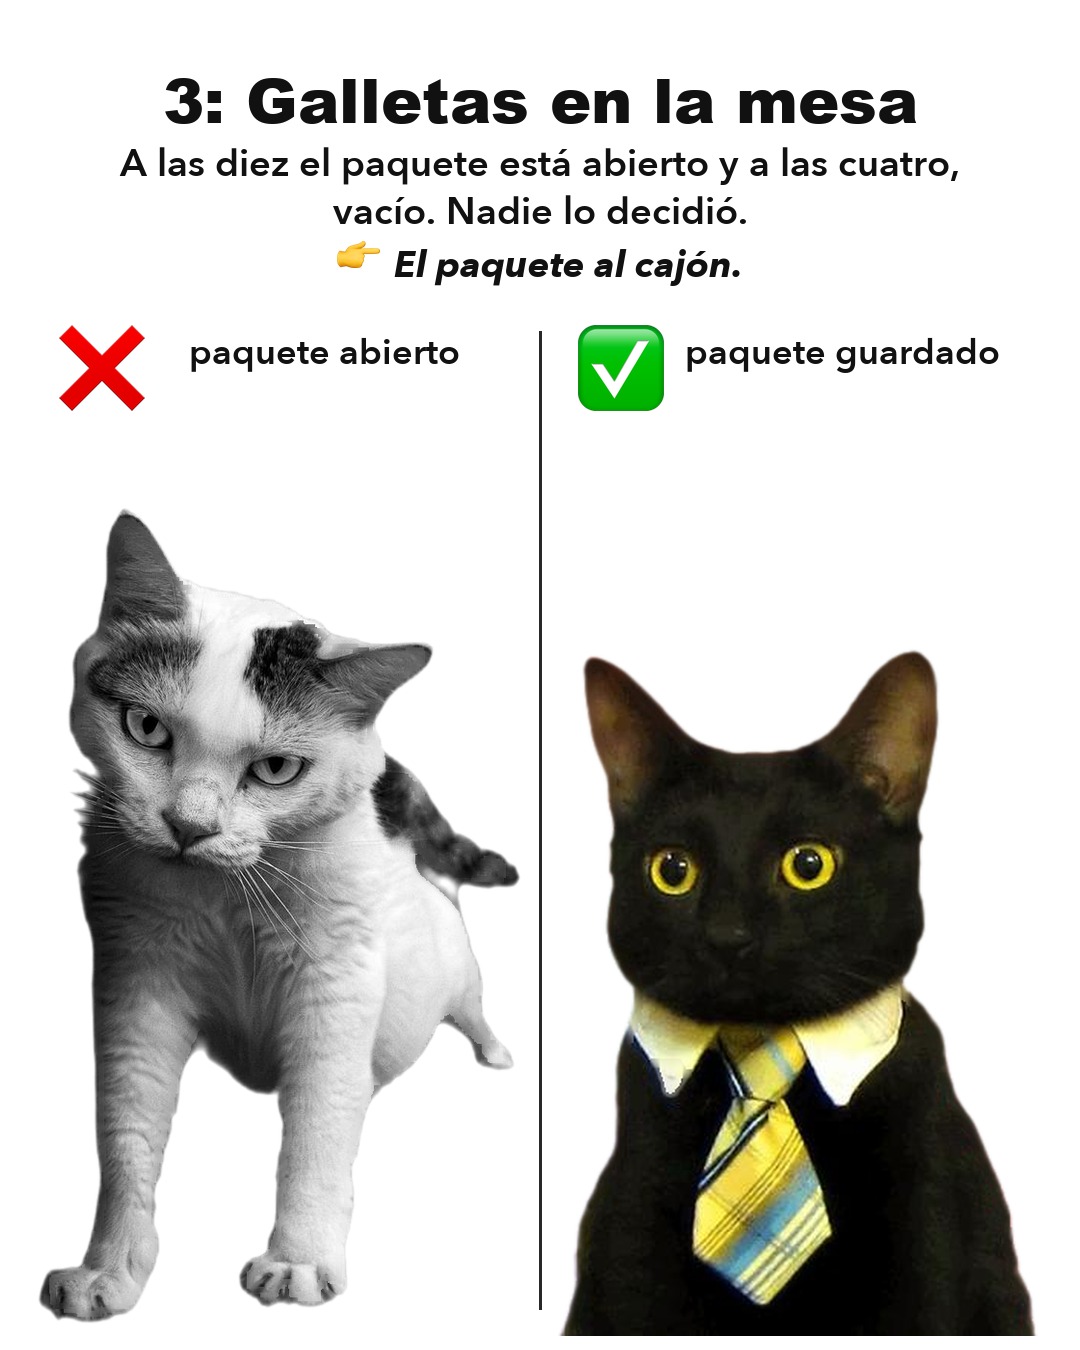 3: Galletas en la mesa
A las diez el paquete está abierto y a las cuatro,
vacío. Nadie lo decidió.
👉 El paquete al cajón.
❌ paquete abierto
✅ paquete guardado